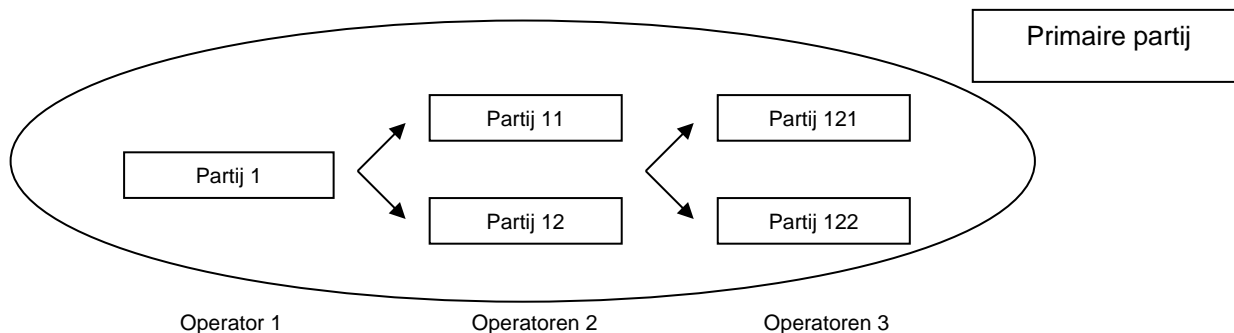 Primaire partij
Partij 11
Partij 121
Partij 1
Partij 12
Partij 122
Operator 1
Operatoren 2
Operatoren 3